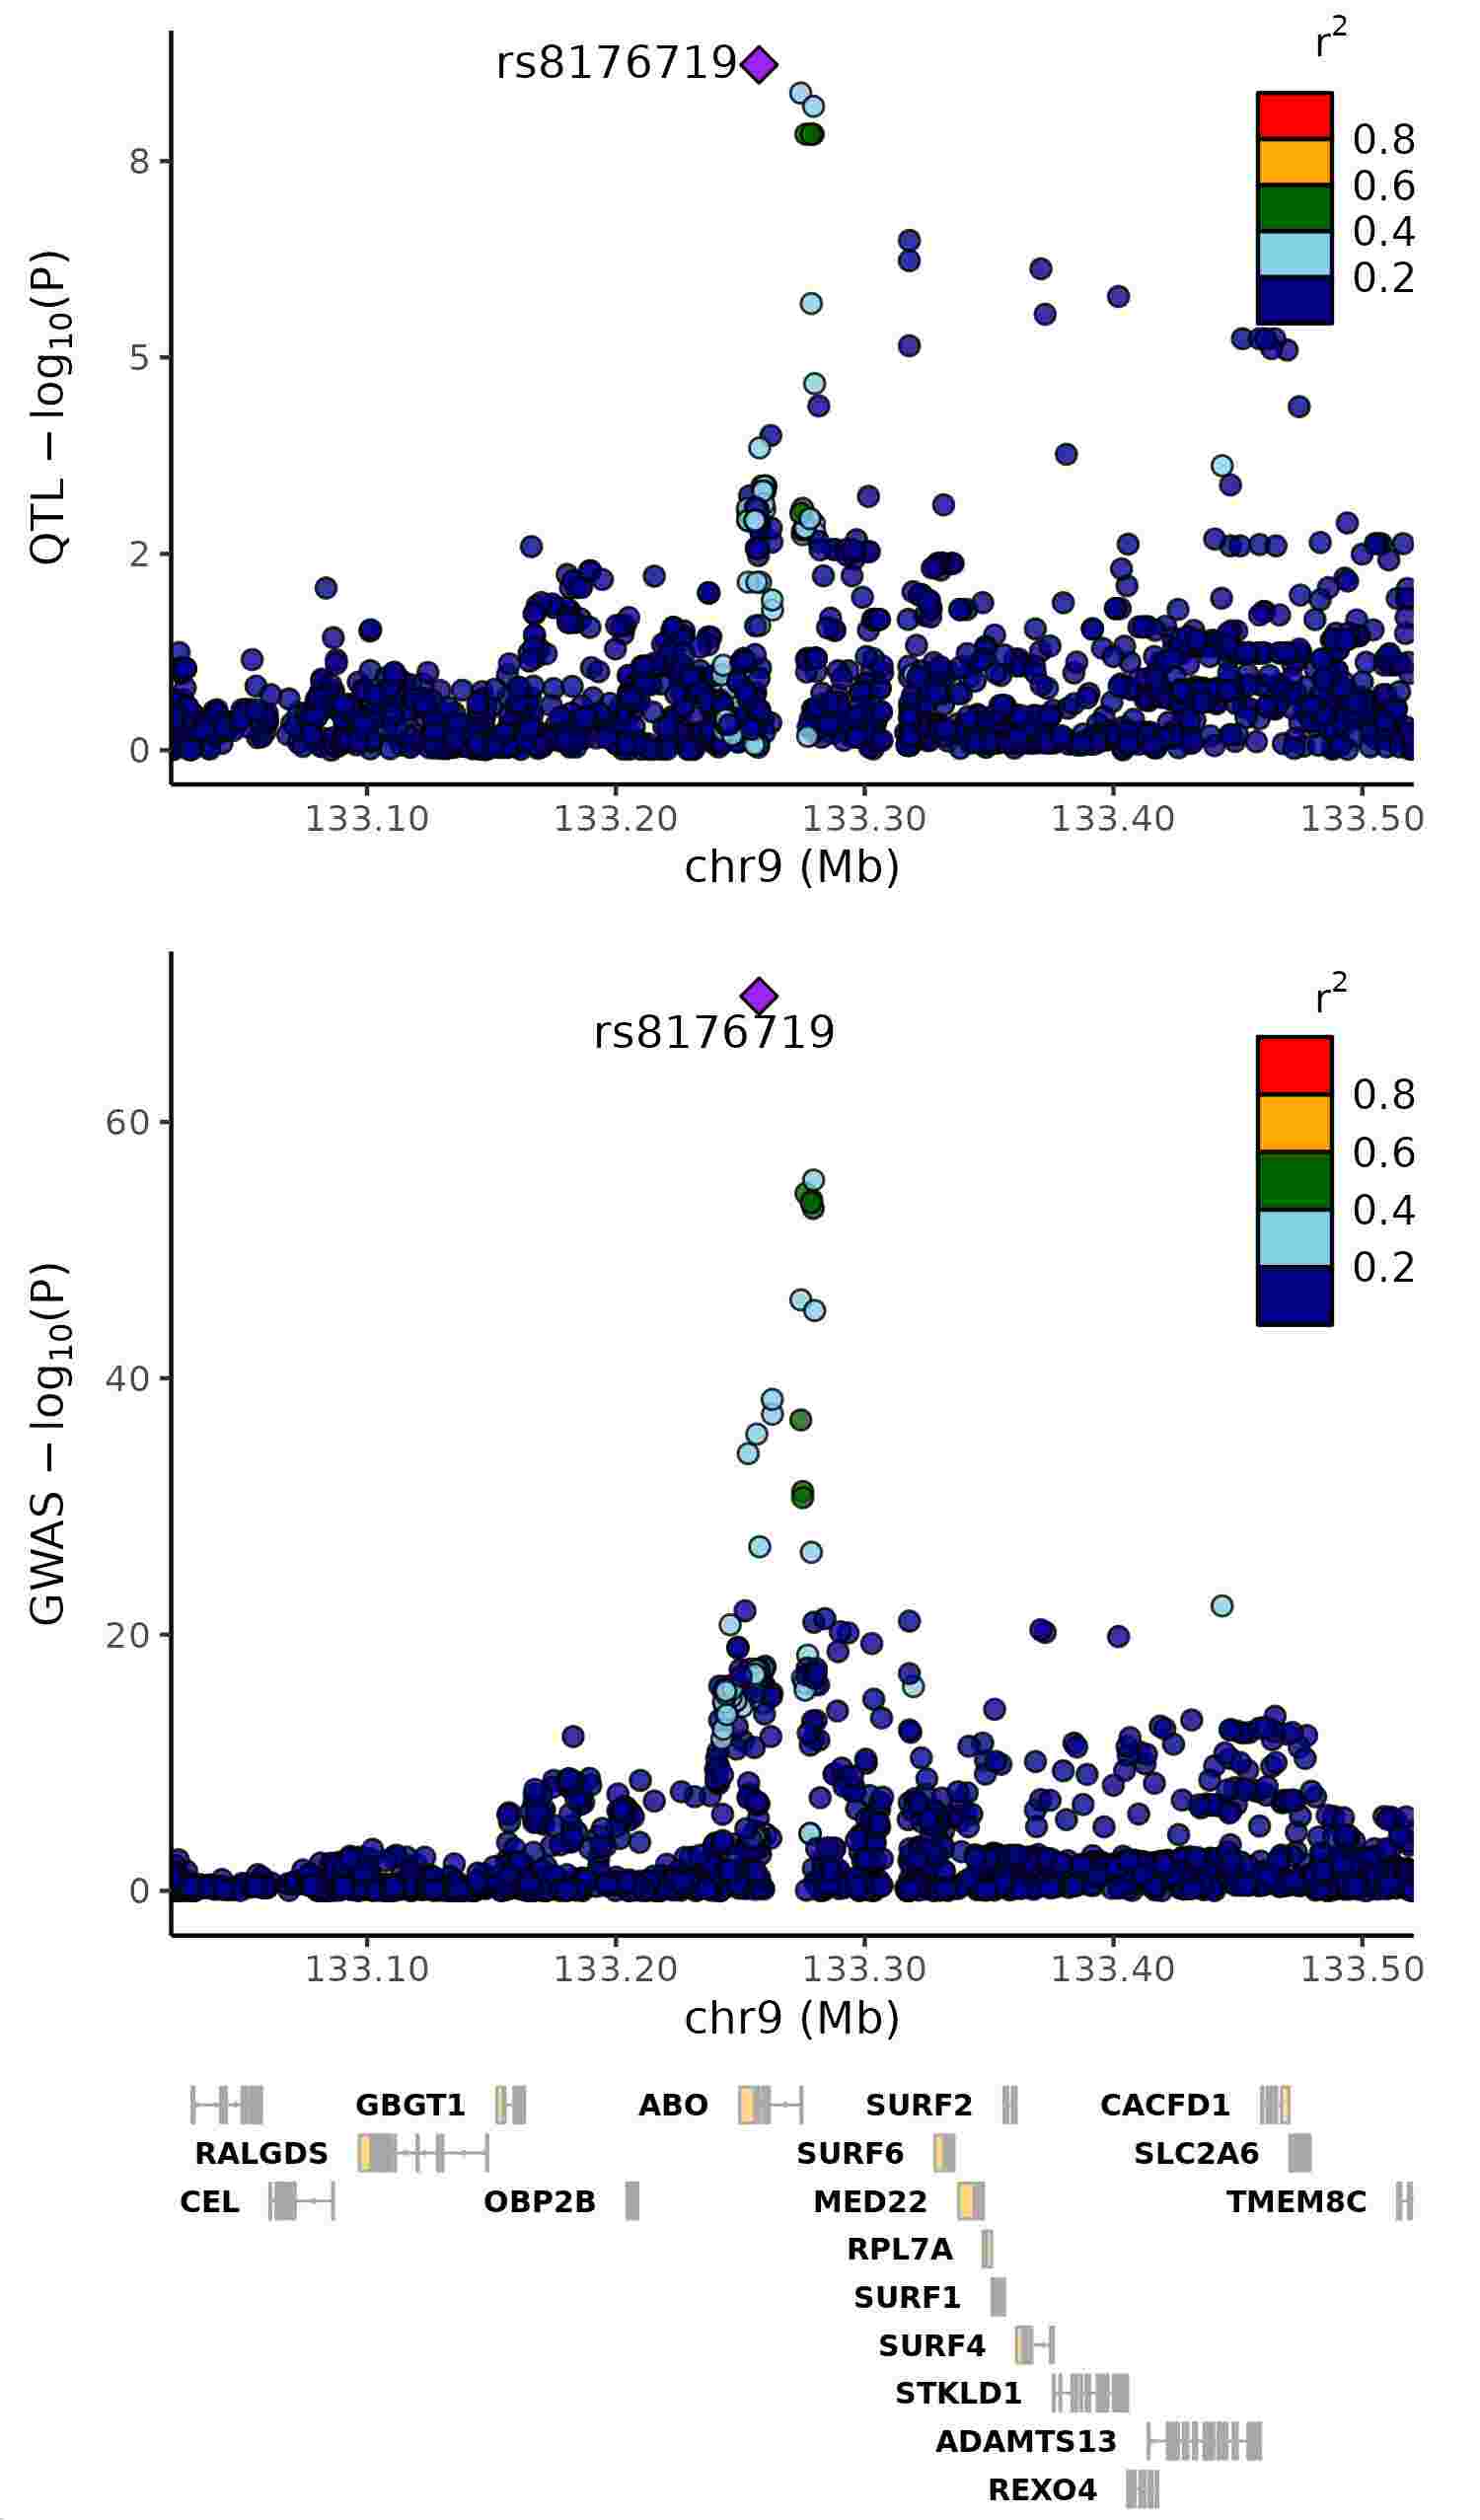 r²
rs8176719
0.8
0.6
0.4
0.2
8
5
2
0
QTL −log₁₀(P)
133.10 133.20 133.30 133.40 133.50
chr9 (Mb)
r²
rs8176719
0.8
0.6
0.4
0.2
60
40
20
0
GWAS −log₁₀(P)
133.10 133.20 133.30 133.40 133.50
chr9 (Mb)
GBGT1 ABO SURF2 CACFD1
RALGDS SURF6 SLC2A6
CEL OBP2B MED22 TMEM8C
RPL7A
SURF1
SURF4
STKLD1
ADAMTS13
REXO4